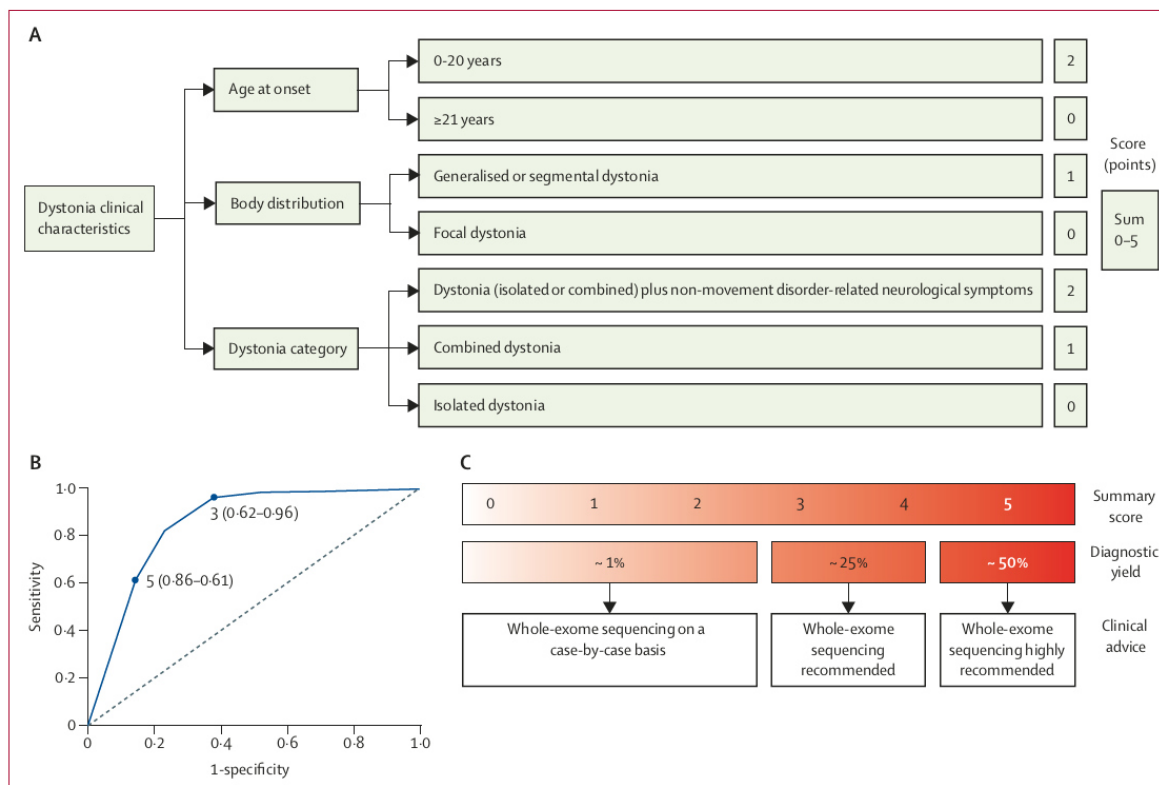 A
Dystonia clinical
characteristics
Age at onset
0-20 years
2
≥21 years
0
Body distribution
Generalised or segmental dystonia
1
Focal dystonia
0
Dystonia category
Dystonia (isolated or combined) plus non-movement disorder-related neurological symptoms
2
Combined dystonia
1
Isolated dystonia
0
Score
(points)
Sum
0–5
B
Sensitivity
1·0
0·8
0·6
0·4
0·2
0
3 (0·62–0·96)
5 (0·86–0·61)
0
0·2
0·4
0·6
0·8
1·0
1-specificity
C
0
1
2
3
4
5
Summary
score
~ 1%
~ 25%
~ 50%
Diagnostic
yield
Whole-exome sequencing on a
case-by-case basis
Whole-exome
sequencing
recommended
Whole-exome
sequencing highly
recommended
Clinical
advice